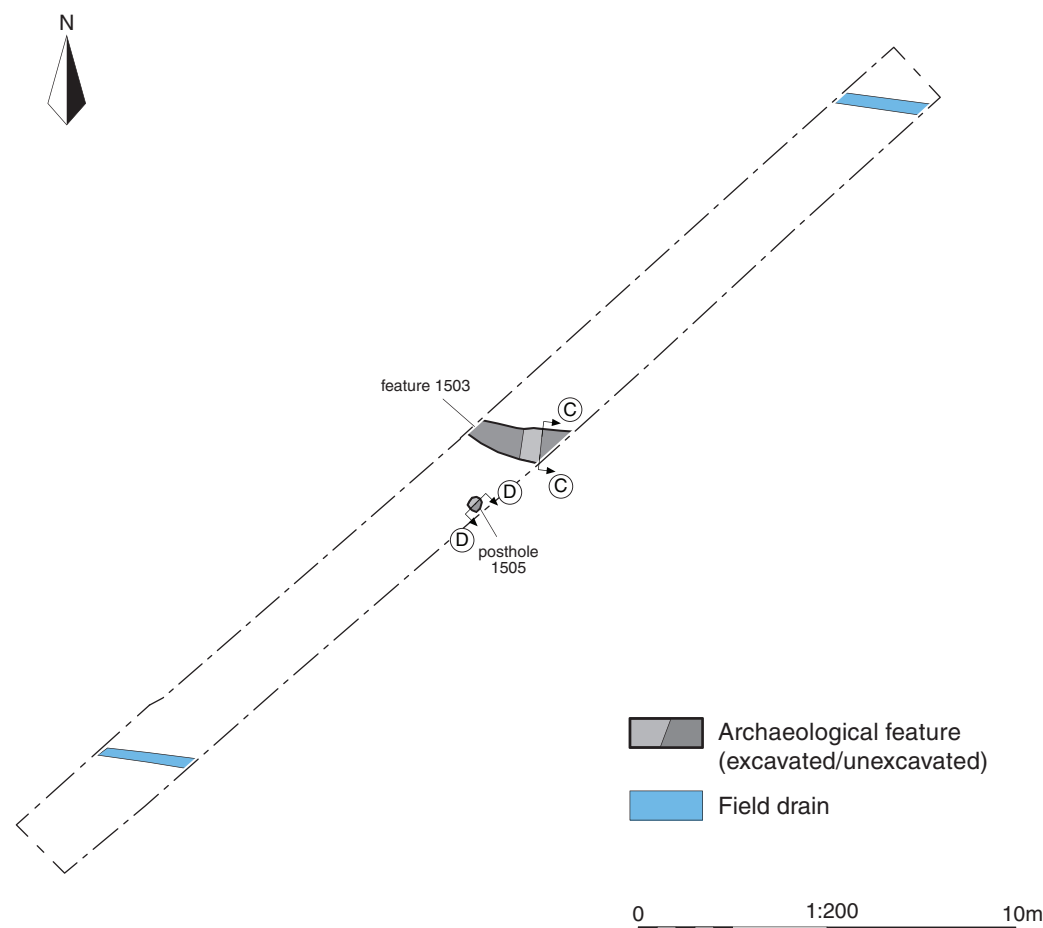 N
feature 1503
C
C
D
D
posthole
1505
Archaeological feature
(excavated/unexcavated)
Field drain
0 1:200 10m